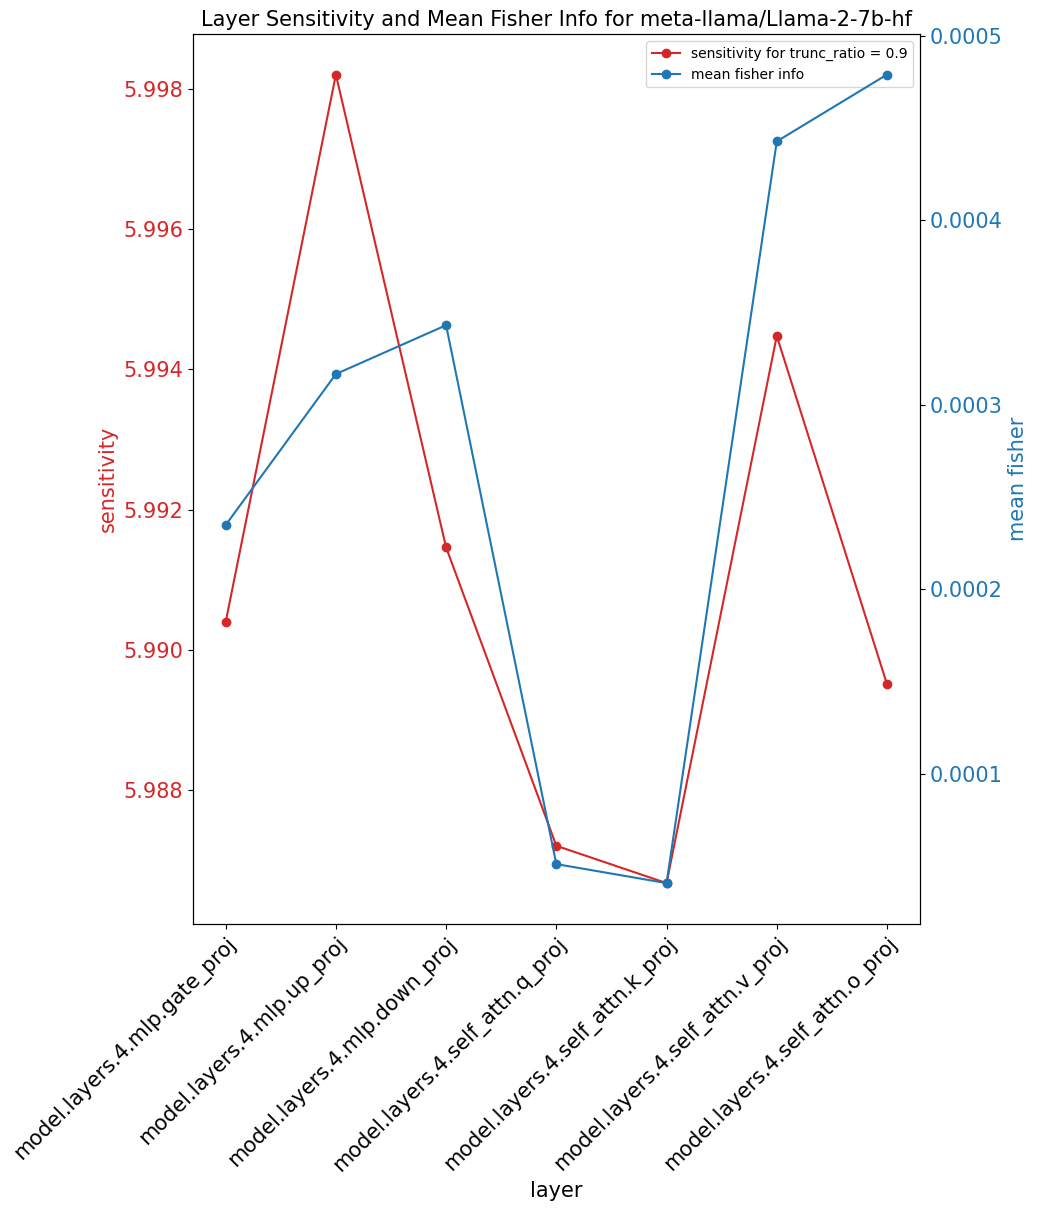 Layer Sensitivity and Mean Fisher Info for meta-llama/Llama-2-7b-hf
sensitivity for trunc_ratio = 0.9
mean fisher info
5.998
5.996
5.994
5.992
5.990
5.988
sensitivity
0.0005
0.0004
0.0003
0.0002
0.0001
mean fisher
model.layers.4.mlp.gate_proj
model.layers.4.mlp.up_proj
model.layers.4.mlp.down_proj
model.layers.4.self_attn.q_proj
model.layers.4.self_attn.k_proj
model.layers.4.self_attn.v_proj
model.layers.4.self_attn.o_proj
layer